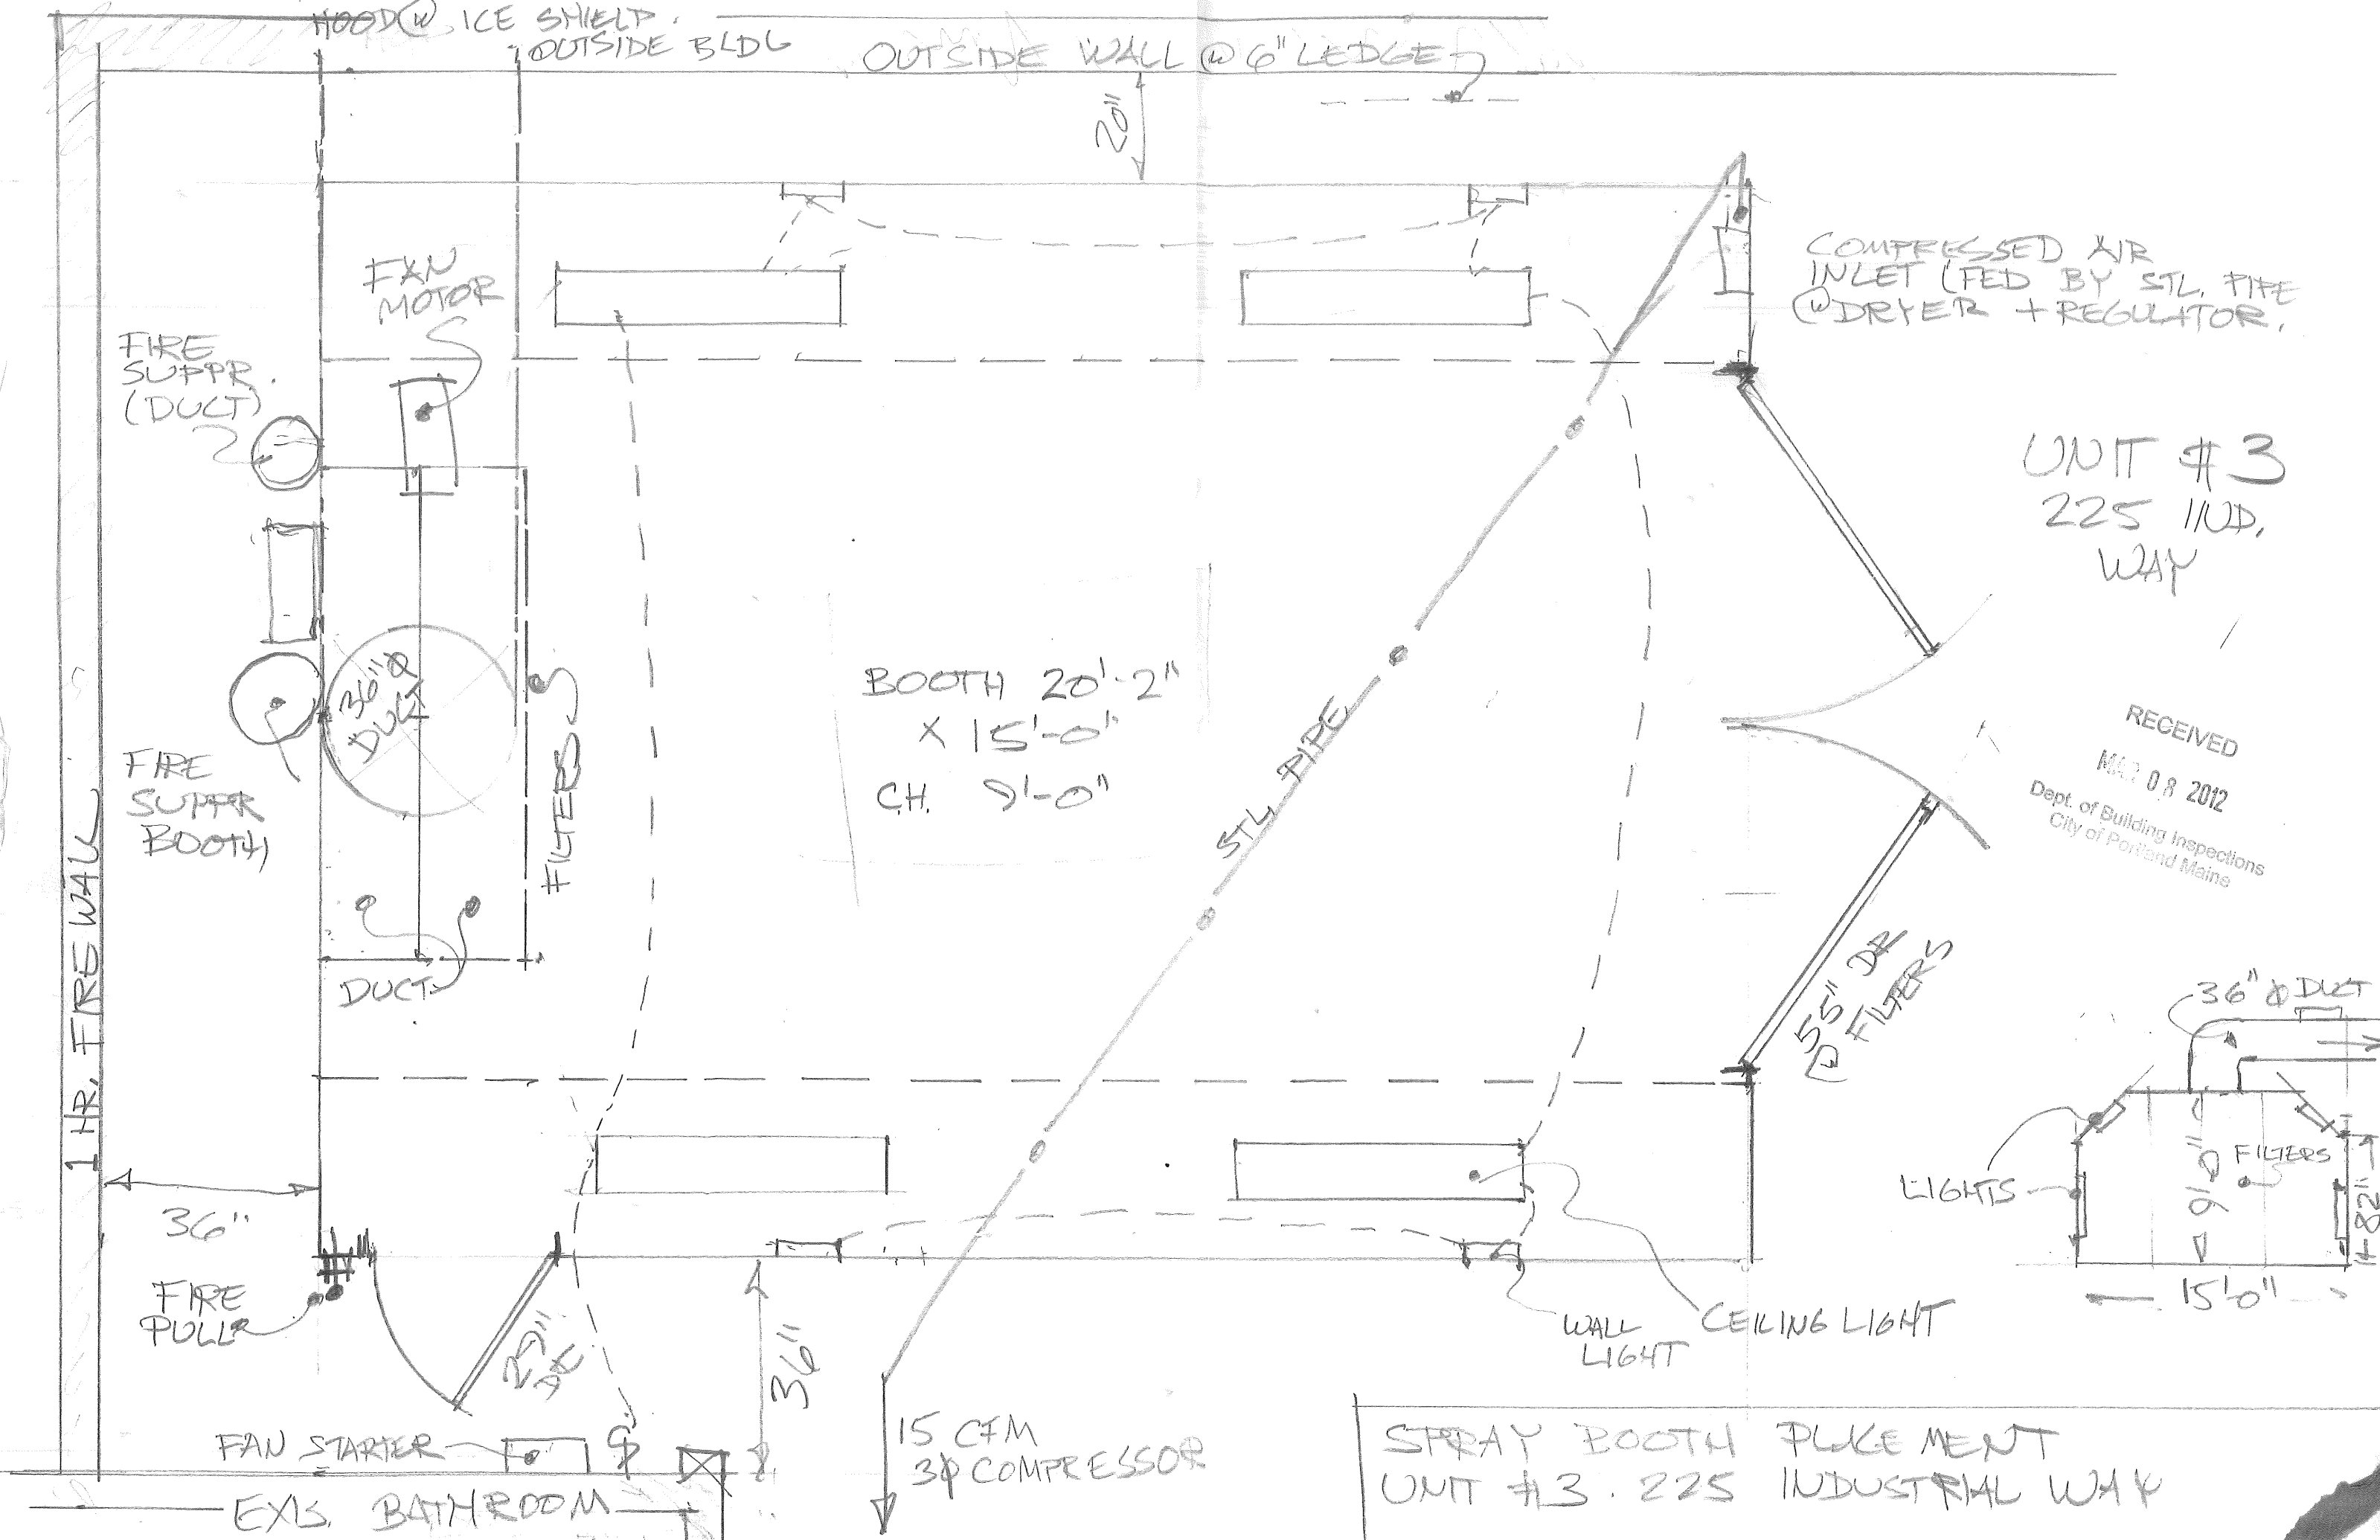 HOOD @ ICE SHIELD.
OUTSIDE BLDG
OUTSIDE WALL @ 6" LEDGE
20"
FAN
MOTOR
COMPRESSED AIR
INLET (FED BY STL. PIPE
@ DRYER + REGULATOR.
FIRE
SUPPR.
(DUCT)
UNIT #3
225 IND.
WAY
36"Ø
DUCT
FILTERS
BOOTH 20'-2"
X 15'-0"
C.H. 9'-0"
STL PIPE
RECEIVED
MAR 08 2012
Dept. of Building Inspections
City of Portland Maine
FIRE
SUPPR
BOOTH)
1 HR. FIREWALL
DUCT
55" DR
@ FILTERS
36" Ø DUCT
LIGHTS
9'-0"
FILTERS
82"
15'-0"
36"
FIRE
PULL
29"
36"
WALL
LIGHT
CEILING LIGHT
FAN STARTER
15 CFM
3Ø COMPRESSOR
EXIS. BATHROOM
SPRAY BOOTH PLACEMENT
UNIT #3. 225 INDUSTRIAL WAY